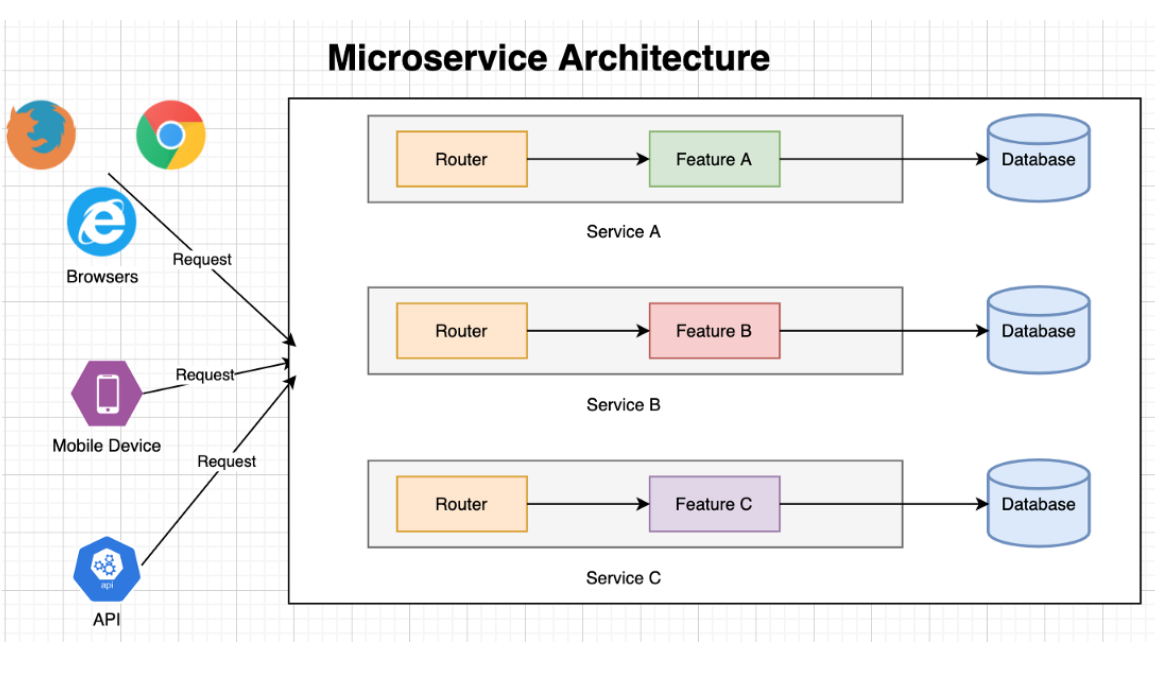 Microservice Architecture
Router
Feature A
Database
Service A
Request
Browsers
Router
Feature B
Database
Request
Service B
Mobile Device
Request
Router
Feature C
Database
api
Service C
API